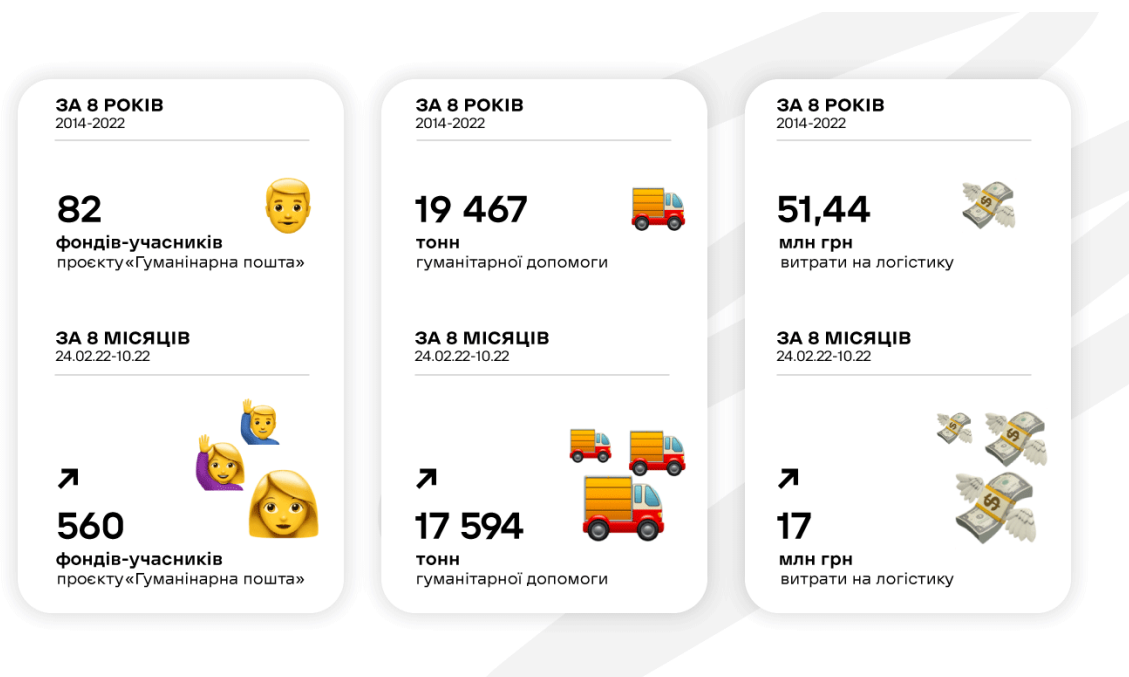 ЗА 8 РОКІВ
2014-2022
82
фондів-учасників
проєкту «Гуманінарна пошта»
ЗА 8 МІСЯЦІВ
24.02.22-10.22
560
фондів-учасників
проєкту «Гуманінарна пошта»
ЗА 8 РОКІВ
2014-2022
19 467
тонн
гуманітарної допомоги
ЗА 8 МІСЯЦІВ
24.02.22-10.22
17 594
тонн
гуманітарної допомоги
ЗА 8 РОКІВ
2014-2022
51,44
млн грн
витрати на логістику
ЗА 8 МІСЯЦІВ
24.02.22-10.22
17
млн грн
витрати на логістику